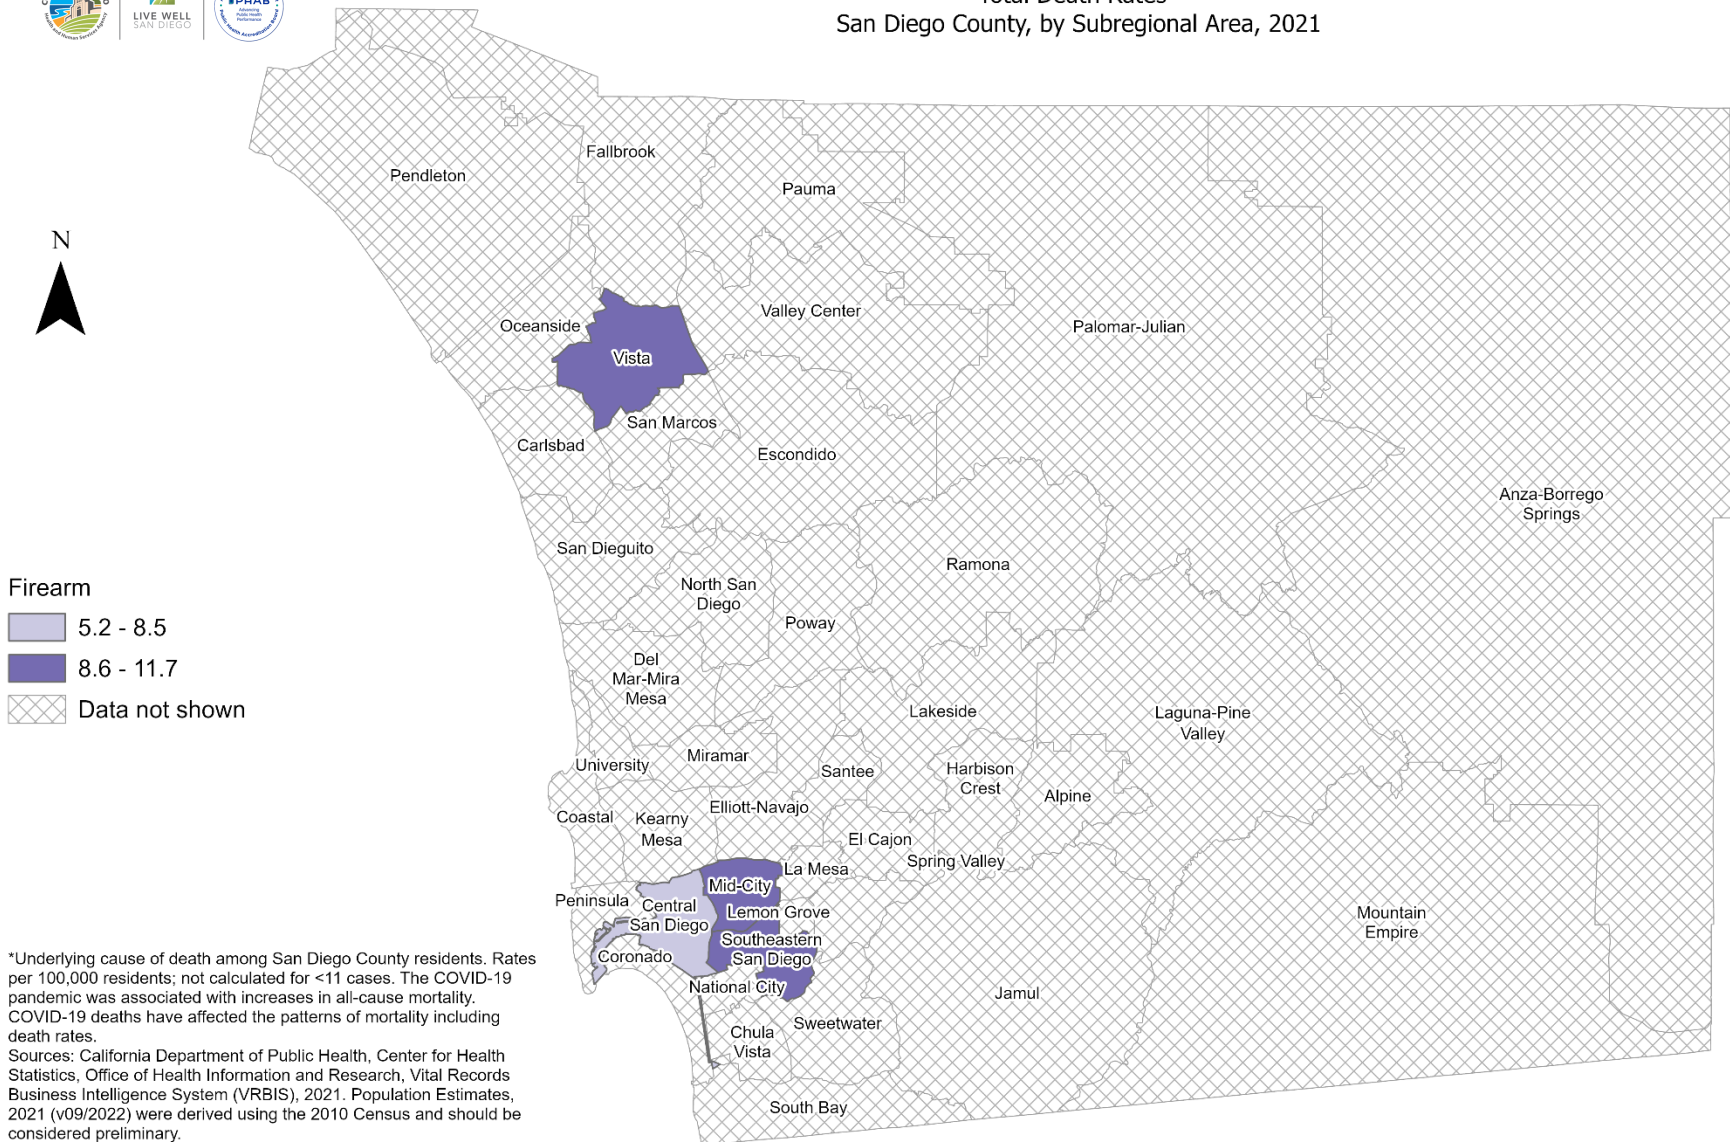 LIVE WELL
SAN DIEGO
PHAB
Advancing
Public Health
Performance
Total Death Rates
San Diego County, by Subregional Area, 2021
Fallbrook
Pendleton
Pauma
N
Valley Center
Oceanside
Palomar-Julian
Vista
San Marcos
Carlsbad
Escondido
Anza-Borrego
Springs
San Dieguito
Ramona
North San
Diego
Poway
Firearm
5.2 - 8.5
8.6 - 11.7
Data not shown
Del
Mar-Mira
Mesa
Lakeside
Laguna-Pine
Valley
Miramar
University
Santee
Harbison
Crest
Alpine
Elliott-Navajo
Coastal
Kearny
Mesa
El Cajon
Spring Valley
La Mesa
Mid-City
Peninsula
Central
San Diego
Lemon Grove
Mountain
Empire
Southeastern
San Diego
Coronado
National City
Jamul
Sweetwater
Chula
Vista
South Bay
*Underlying cause of death among San Diego County residents. Rates
per 100,000 residents; not calculated for <11 cases. The COVID-19
pandemic was associated with increases in all-cause mortality.
COVID-19 deaths have affected the patterns of mortality including
death rates.
Sources: California Department of Public Health, Center for Health
Statistics, Office of Health Information and Research, Vital Records
Business Intelligence System (VRBIS), 2021. Population Estimates,
2021 (v09/2022) were derived using the 2010 Census and should be
considered preliminary.